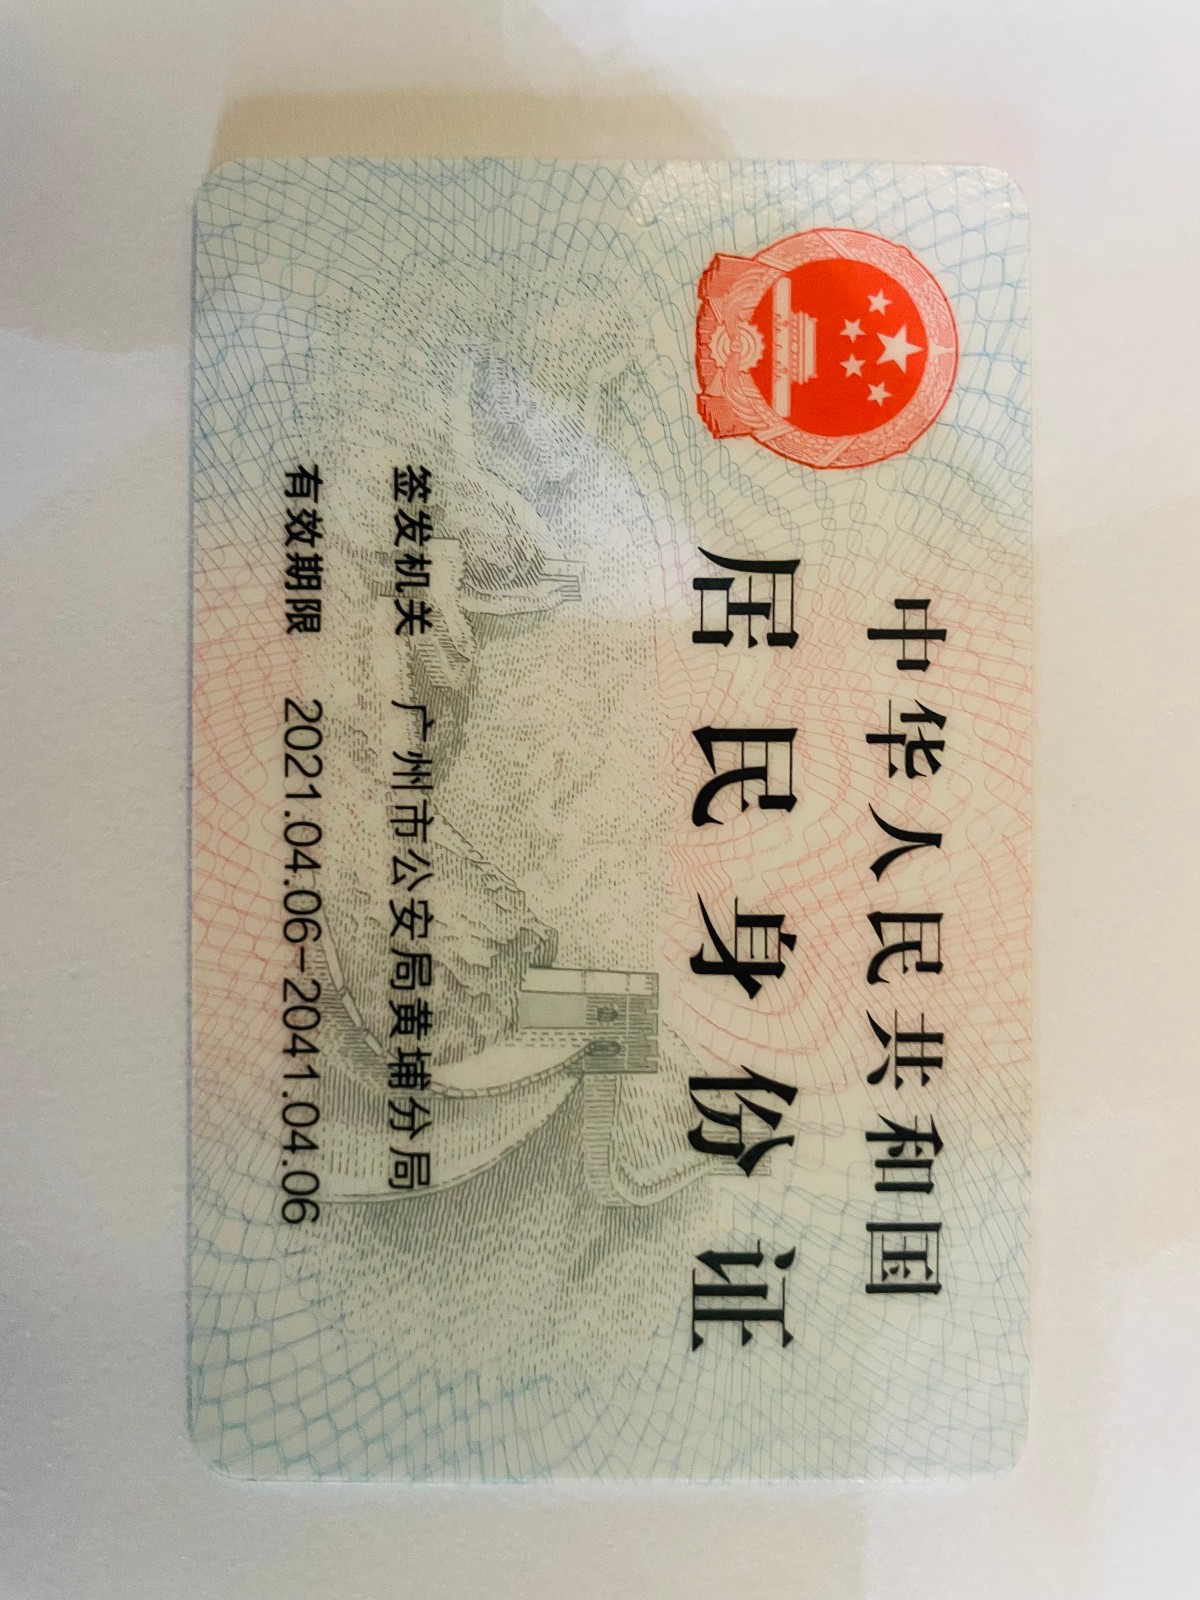 中华人民共和国
居民身份证
签发机关 广州市公安局黄埔分局
有效期限 2021.04.06-2041.04.06